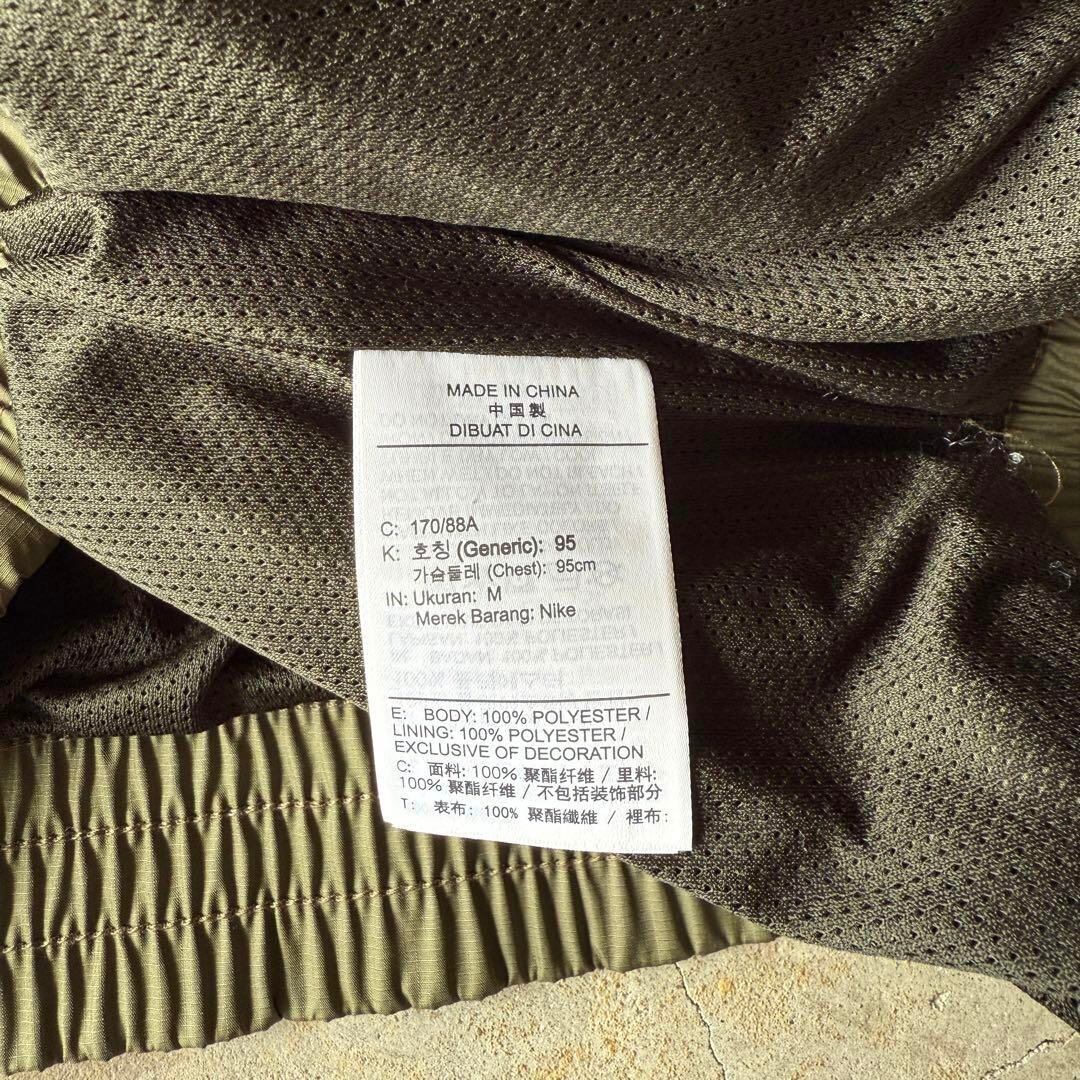 MADE IN CHINA
中国製
DIBUAT DI CINA
C: 170/88A
K: 호칭 (Generic): 95
가슴둘레 (Chest): 95cm
IN: Ukuran: M
Merek Barang: Nike
E: BODY: 100% POLYESTER /
LINING: 100% POLYESTER /
EXCLUSIVE OF DECORATION
C: 面料: 100% 聚酯纤维 / 里料:
100% 聚酯纤维 / 不包括装饰部分
T: 表布: 100% 聚酯纖維 / 裡布: